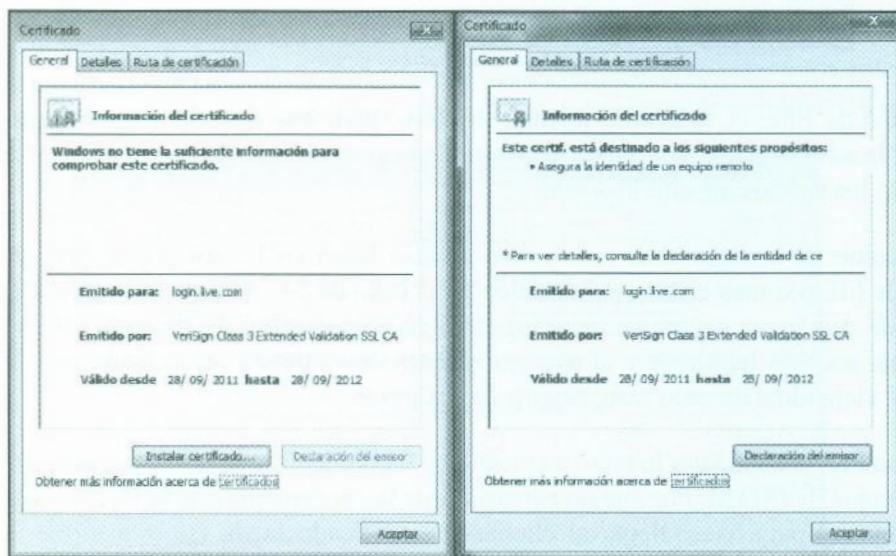 Certificado
General Detalles Ruta de certificación
Información del certificado
Windows no tiene la suficiente información para
comprobar este certificado.
Emitido para: login.live.com
Emitido por: VeriSign Class 3 Extended Validation SSL CA
Válido desde 28/ 09/ 2011 hasta 28/ 09/ 2012
Instalar certificado... Declaración del emisor
Obtener más información acerca de certificados
Aceptar
Certificado
General Detalles Ruta de certificación
Información del certificado
Este certif. está destinado a los siguientes propósitos:
• Asegura la identidad de un equipo remoto
* Para ver detalles, consulte la declaración de la entidad de ce
Emitido para: login.live.com
Emitido por: VeriSign Class 3 Extended Validation SSL CA
Válido desde 28/ 09/ 2011 hasta 28/ 09/ 2012
Declaración del emisor
Obtener más información acerca de certificados
Aceptar